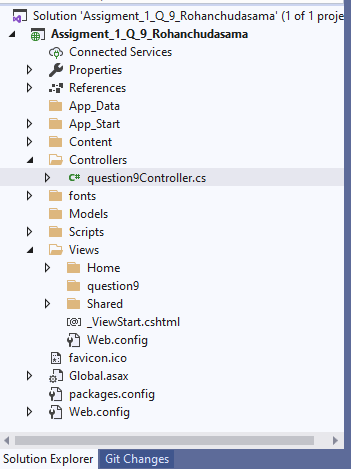 Solution 'Assigment_1_Q_9_Rohanchudasama' (1 of 1 proje
Assigment_1_Q_9_Rohanchudasama
Connected Services
Properties
References
App_Data
App_Start
Content
Controllers
C# question9Controller.cs
fonts
Models
Scripts
Views
Home
question9
Shared
[@] _ViewStart.cshtml
Web.config
favicon.ico
Global.asax
packages.config
Web.config
Solution Explorer Git Changes